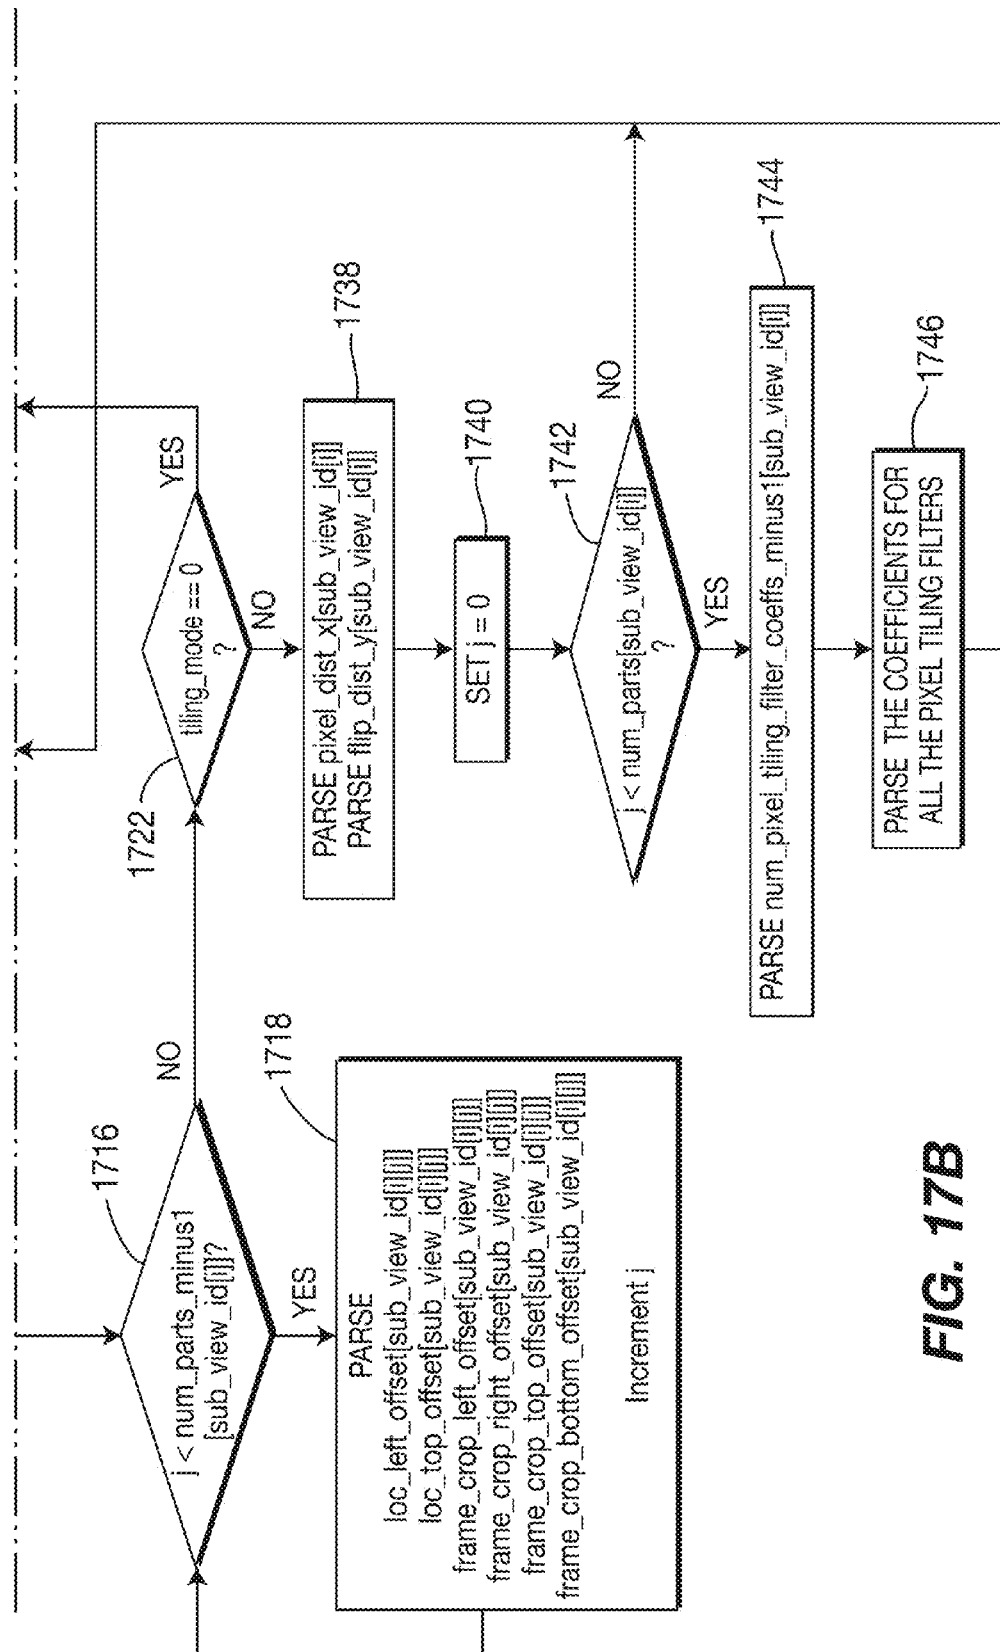 1716
j < num_parts_minus1
[sub_view_id[i]]?
NO
YES
1718
PARSE
loc_left_offset[sub_view_id[i][j]]
loc_top_offset[sub_view_id[i][j]]
frame_crop_left_offset[sub_view_id[i][j]]
frame_crop_right_offset[sub_view_id[i][j]]
frame_crop_top_offset[sub_view_id[i][j]]
frame_crop_bottom_offset[sub_view_id[i][j]]
Increment j
1722
tiling_mode == 0
?
YES
NO
1738
PARSE pixel_dist_x[sub_view_id[i]]
PARSE flip_dist_y[sub_view_id[i]]
1740
SET j = 0
1742
j < num_parts[sub_view_id[i]]
?
NO
YES
1744
PARSE num_pixel_tiling_filter_coeffs_minus1[sub_view_id[i]]
1746
PARSE THE COEFFICIENTS FOR
ALL THE PIXEL TILING FILTERS
FIG. 17B